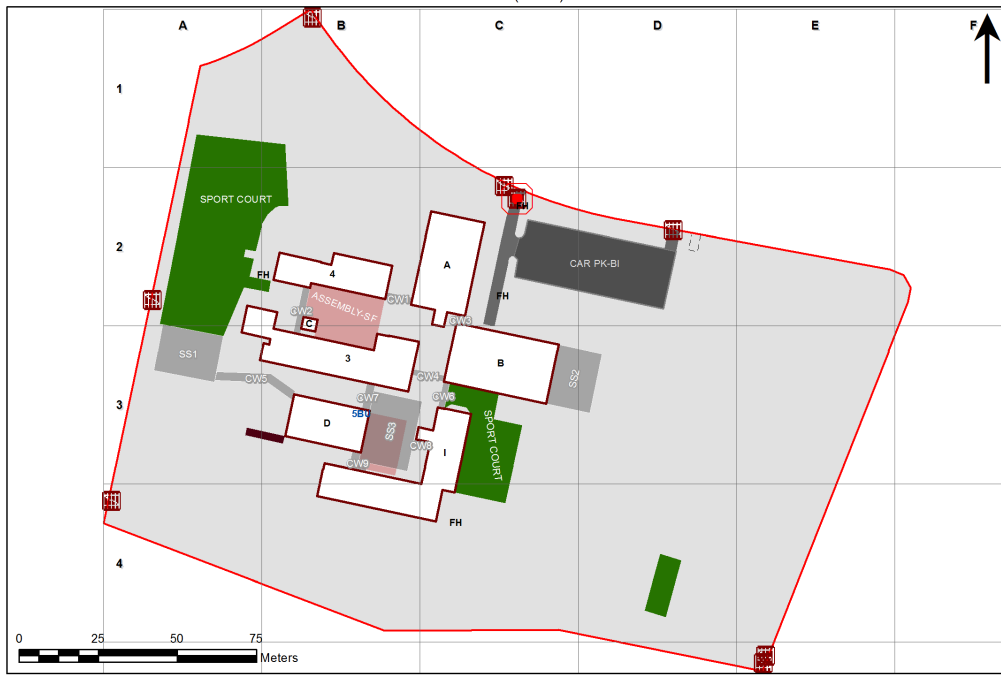 A B C D E F
1
SPORT COURT
FH
2
A
CAR PK-BI
FH
4
FH
ASSEMBLY-SF
CW1
CW2
C
CW3
SS1
3
B
SS2
CW4
CW5
3
CW7
CW6
D
SS3
SPORT COURT
CW8
I
CW9
FH
4
0 25 50 75
Meters